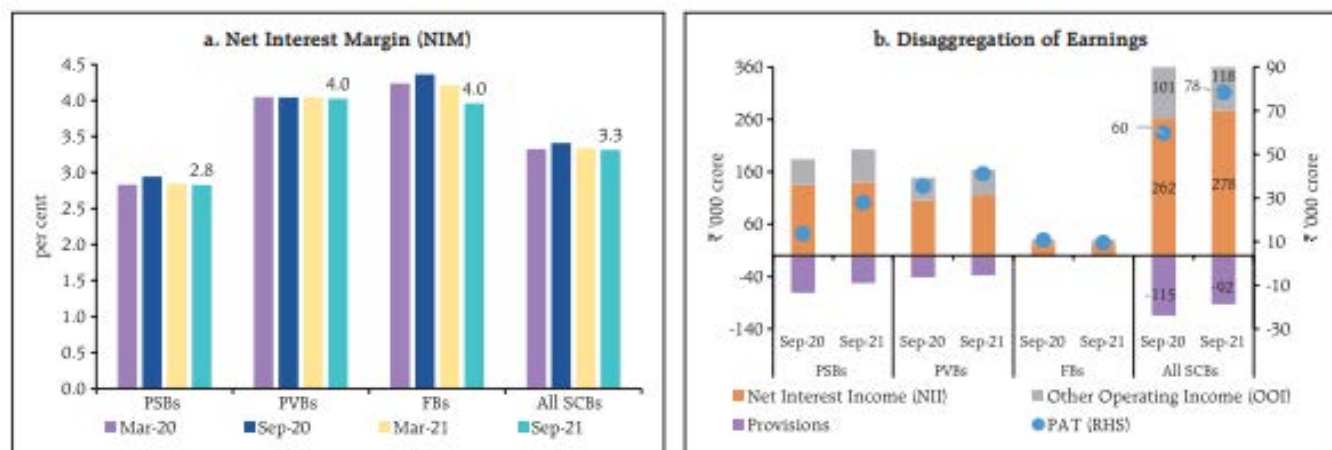 a. Net Interest Margin (NIM)
per cent
4.5
4.0
3.5
3.0
2.5
2.0
1.5
1.0
0.5
0.0
2.8
4.0
4.0
3.3
PSBs PVBs FBs All SCBs
Mar-20 Sep-20 Mar-21 Sep-21
b. Disaggregation of Earnings
₹ '000 crore
360
260
160
60
-40
-140
101 118
60 78
262 278
-115 -92
90
70
50
30
10
-10
-30
₹ '000 crore
Sep-20 Sep-21 Sep-20 Sep-21 Sep-20 Sep-21 Sep-20 Sep-21
PSBs PVBs FBs All SCBs
Net Interest Income (NII) Other Operating Income (OOI)
Provisions PAT (RHS)